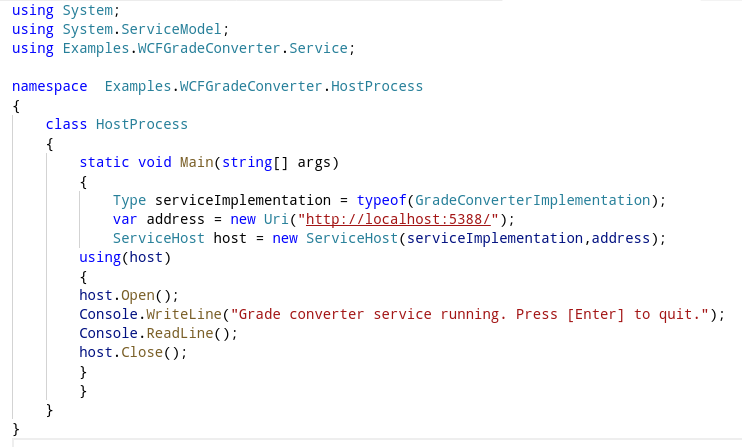 using System;
using System.ServiceModel;
using Examples.WCFGradeConverter.Service;

namespace  Examples.WCFGradeConverter.HostProcess
{
    class HostProcess
    {
        static void Main(string[] args)
        {
            Type serviceImplementation = typeof(GradeConverterImplementation);
            var address = new Uri("http://localhost:5388/");
            ServiceHost host = new ServiceHost(serviceImplementation,address);
        using(host)
        {
        host.Open();
        Console.WriteLine("Grade converter service running. Press [Enter] to quit.");
        Console.ReadLine();
        host.Close();
        }
        }
    }
}